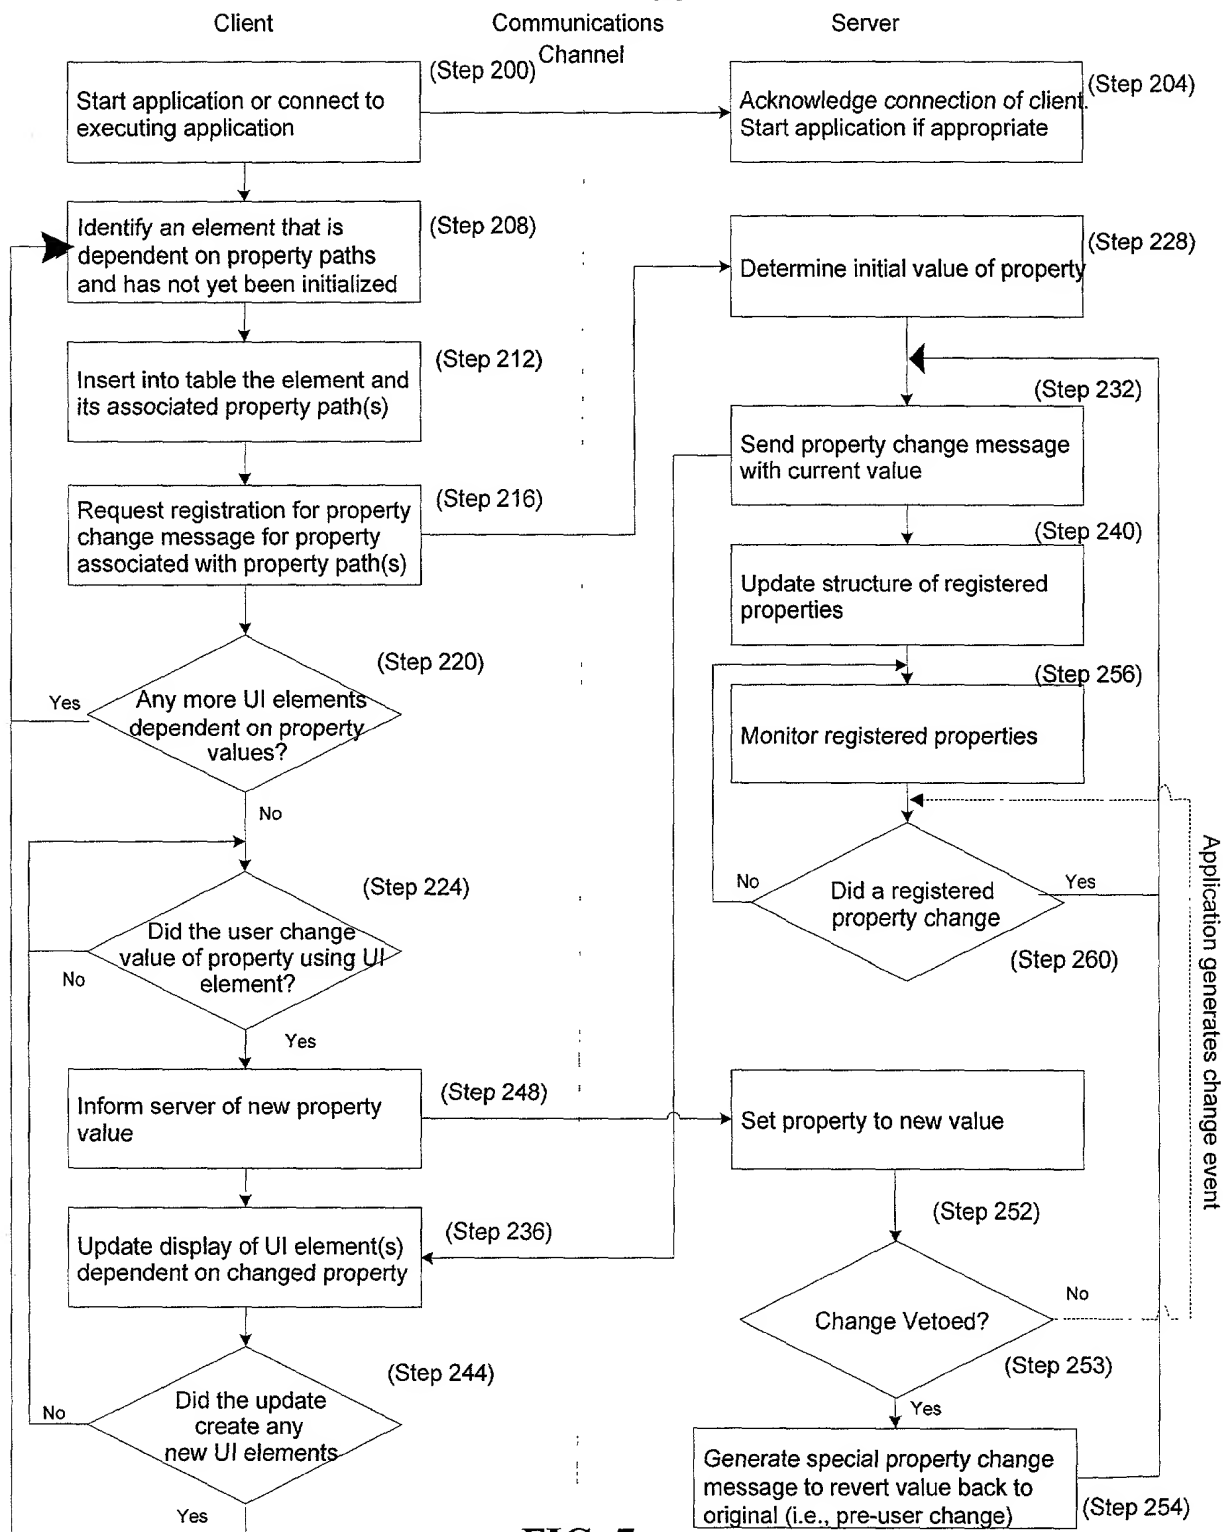 Client
Communications
Channel
Server
(Step 200)
Start application or connect to
executing application
(Step 204)
Acknowledge connection of client.
Start application if appropriate
(Step 208)
Identify an element that is
dependent on property paths
and has not yet been initialized
(Step 228)
Determine initial value of property
(Step 212)
Insert into table the element and
its associated property path(s)
(Step 232)
Send property change message
with current value
(Step 216)
Request registration for property
change message for property
associated with property path(s)
(Step 240)
Update structure of registered
properties
(Step 220)
Yes
Any more UI elements
dependent on property
values?
No
(Step 256)
Monitor registered properties
(Step 224)
Did the user change
value of property using UI
element?
No
Yes
No
Did a registered
property change
Yes
(Step 260)
Application generates change event
(Step 248)
Inform server of new property
value
Set property to new value
(Step 252)
(Step 236)
Update display of UI element(s)
dependent on changed property
Change Vetoed?
No
(Step 253)
Yes
(Step 244)
Did the update
create any
new UI elements
No
Yes
Generate special property change
message to revert value back to
original (i.e., pre-user change)
(Step 254)